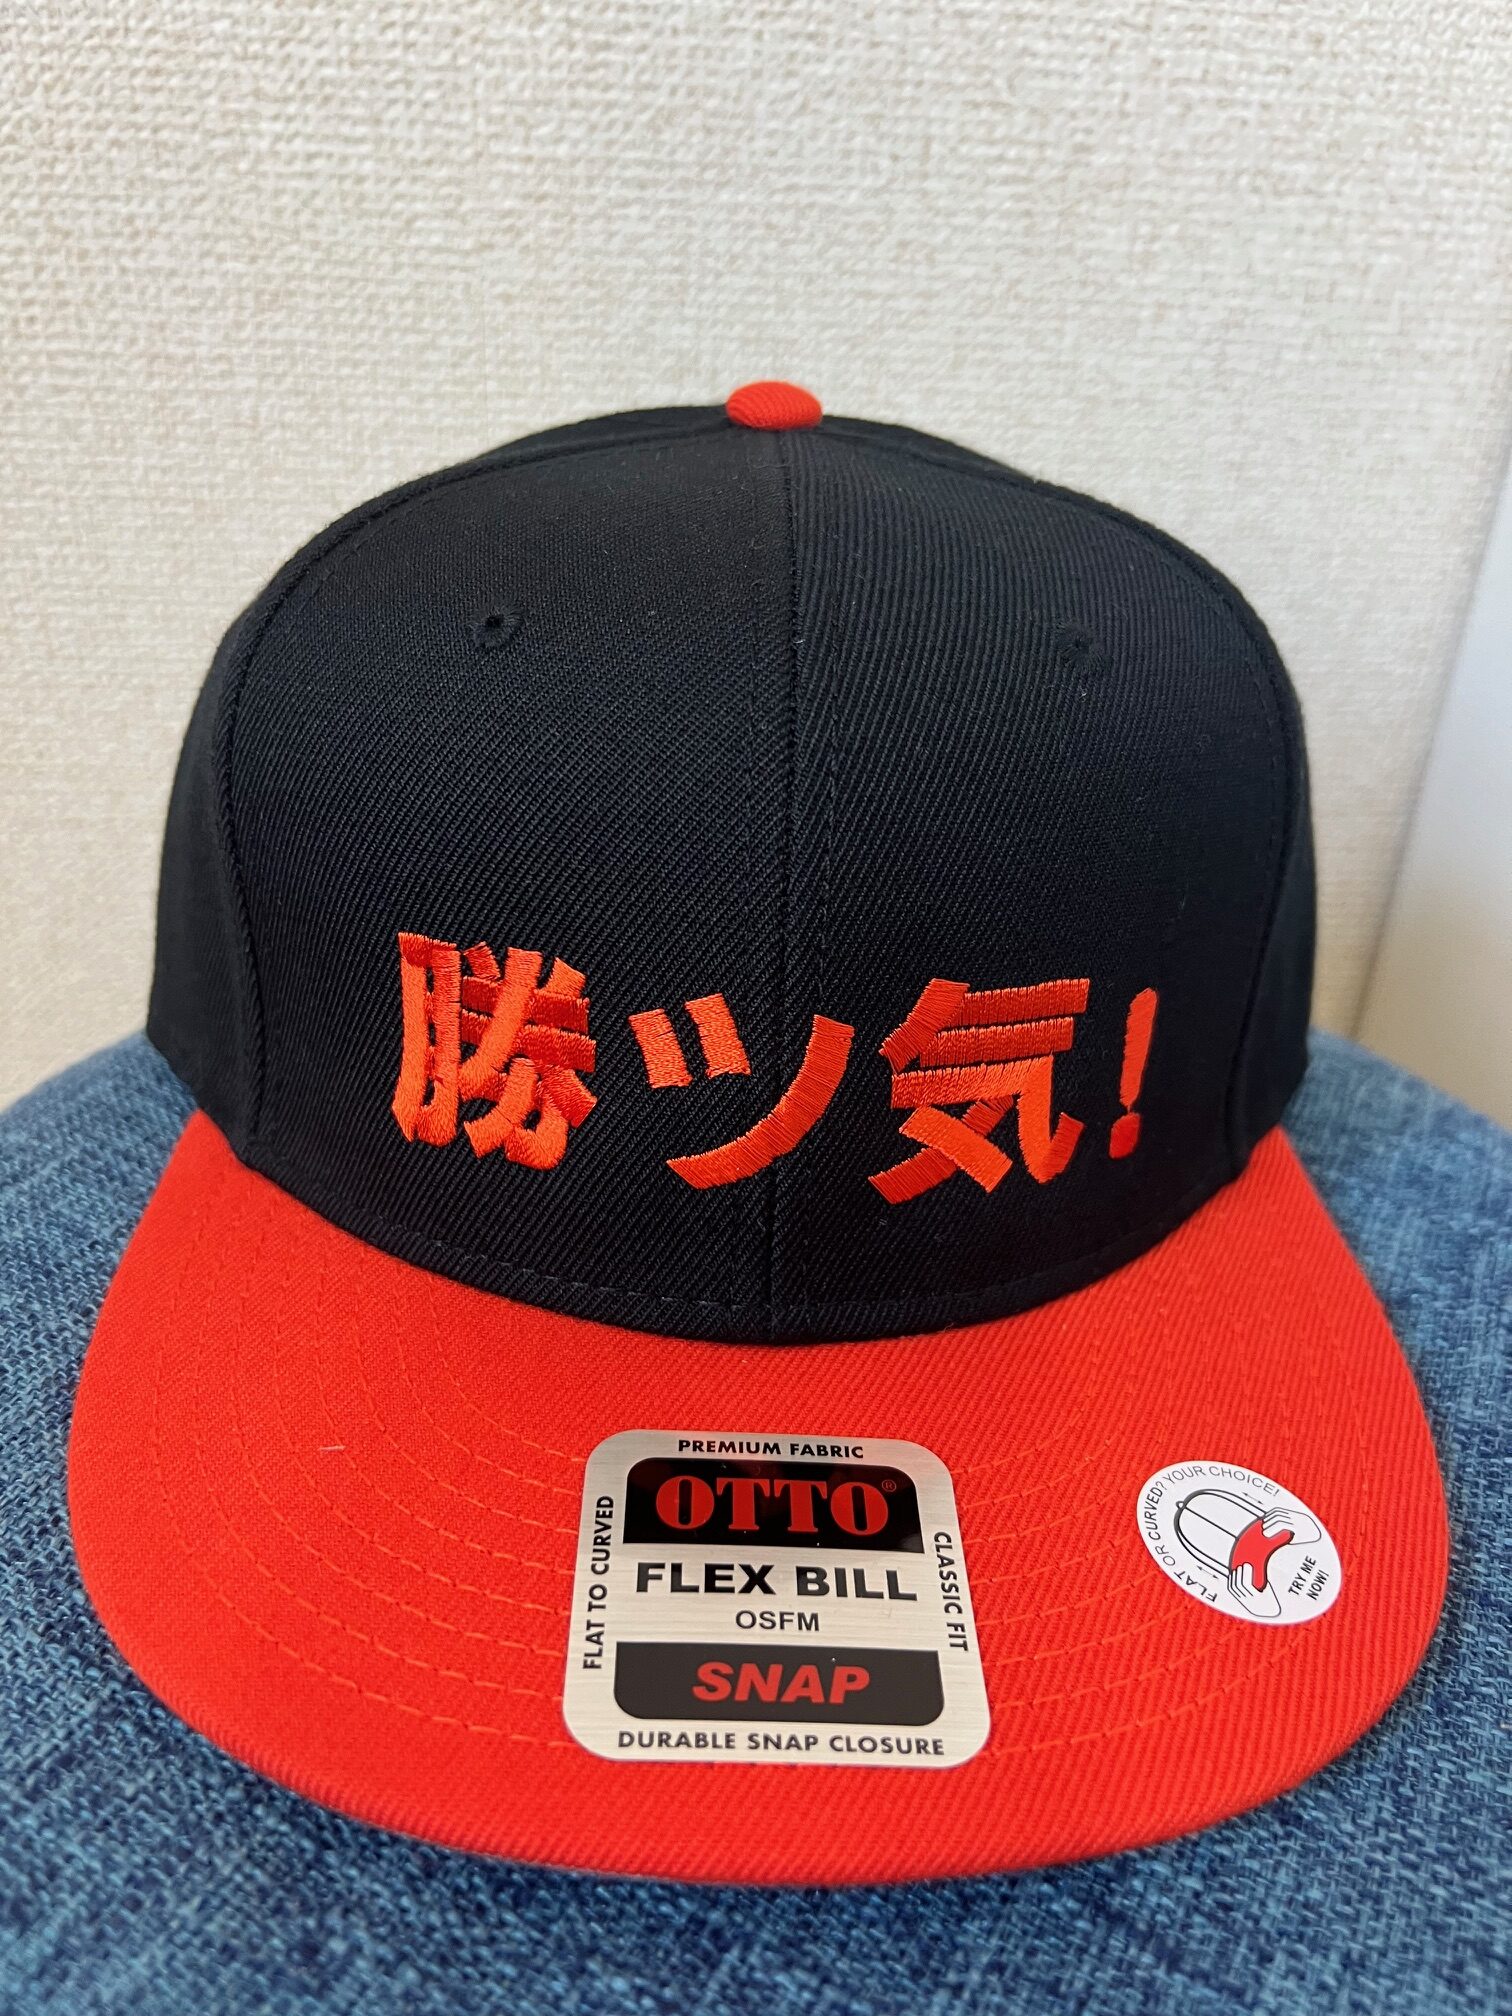 勝ッ気!
PREMIUM FABRIC
OTTO®
FLEX BILL
OSFM
SNAP
DURABLE SNAP CLOSURE
FLAT TO CURVED
CLASSIC FIT
FLAT OR CURVED? YOUR CHOICE!
TRY ME
NOW!